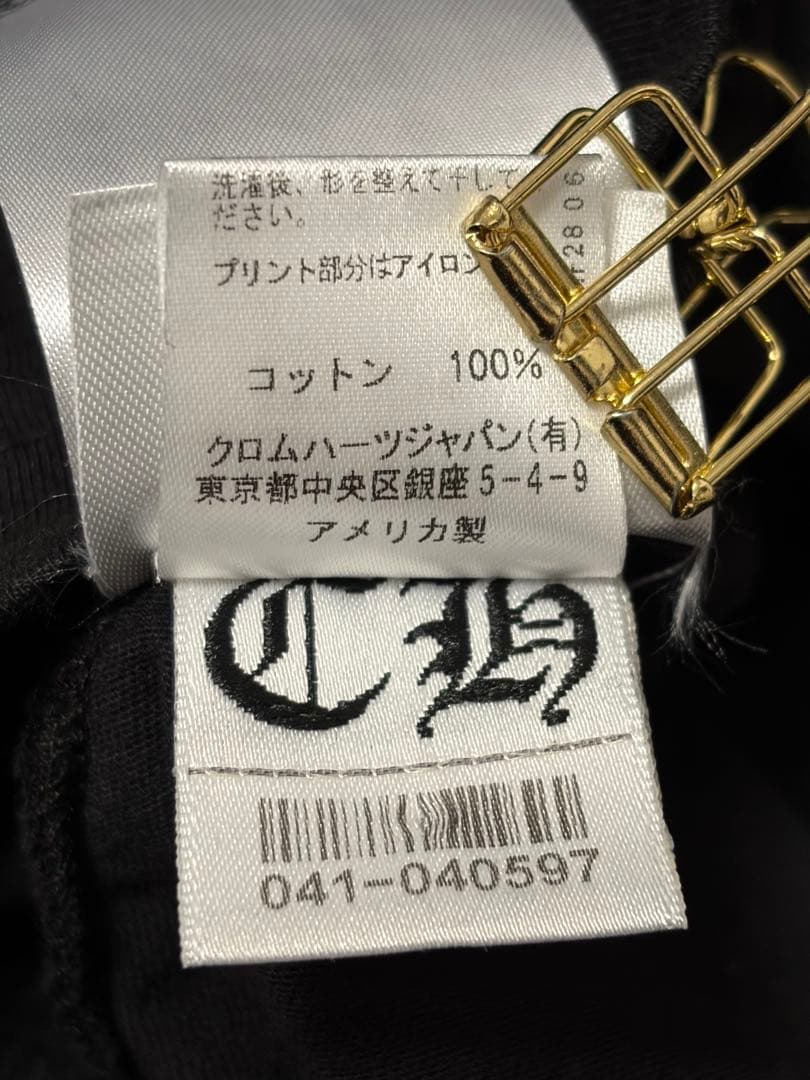 洗濯後、形を整えて干して
ださい。
プリント部分はアイロン
コットン 100%
クロムハーツジャパン(有)
東京都中央区銀座5-4-9
アメリカ製
28 06
CH
041-040597